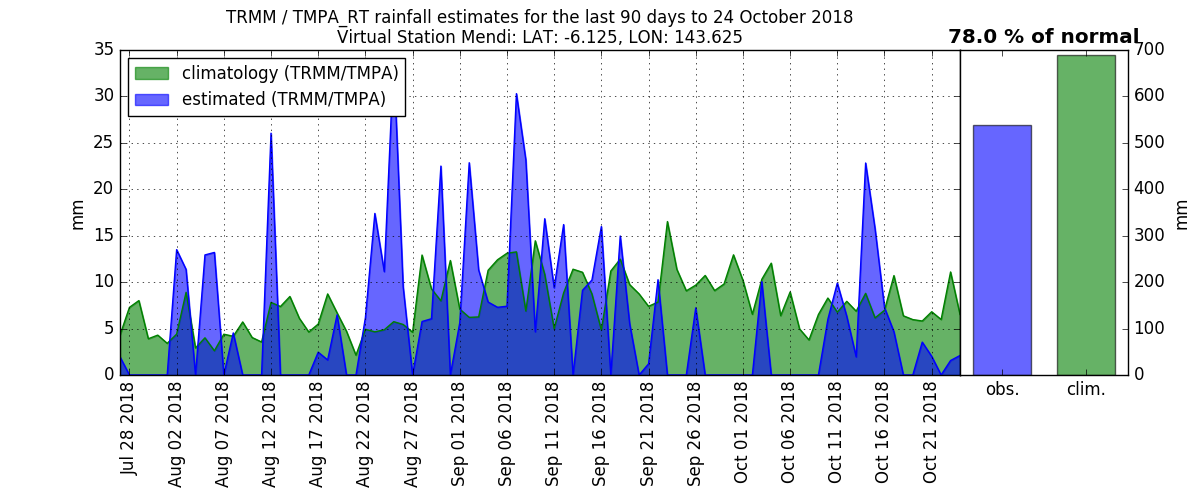 TRMM / TMPA_RT rainfall estimates for the last 90 days to 24 October 2018
Virtual Station Mendi: LAT: -6.125, LON: 143.625
78.0 % of normal
climatology (TRMM/TMPA)
estimated (TRMM/TMPA)
35
30
25
20
15
10
5
0
mm
Jul 28 2018
Aug 02 2018
Aug 07 2018
Aug 12 2018
Aug 17 2018
Aug 22 2018
Aug 27 2018
Sep 01 2018
Sep 06 2018
Sep 11 2018
Sep 16 2018
Sep 21 2018
Sep 26 2018
Oct 01 2018
Oct 06 2018
Oct 11 2018
Oct 16 2018
Oct 21 2018
obs.
clim.
700
600
500
400
300
200
100
0
mm